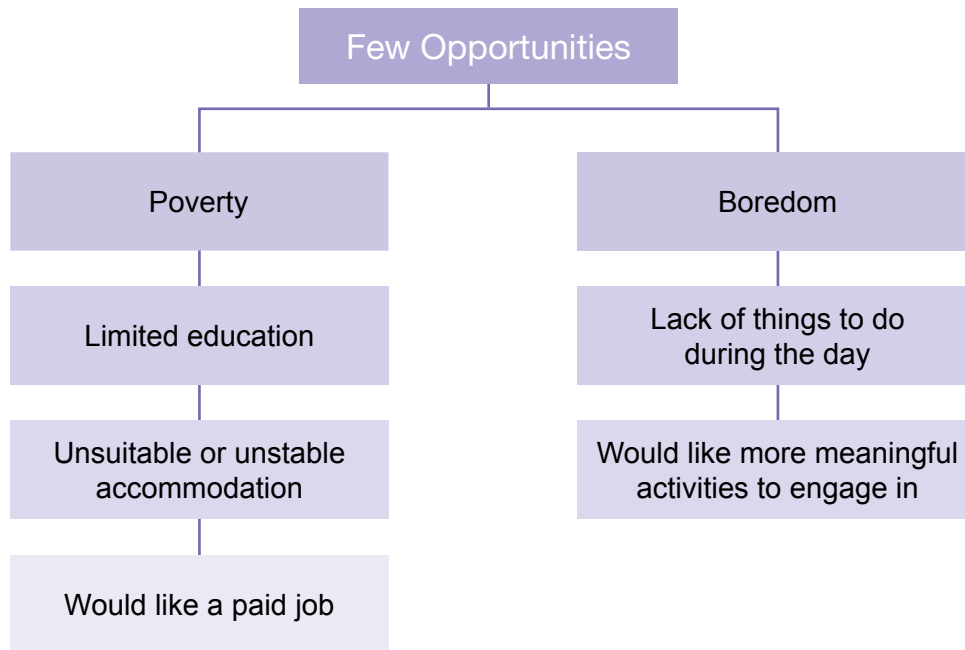 Few Opportunities
Poverty
Limited education
Unsuitable or unstable
accommodation
Would like a paid job
Boredom
Lack of things to do
during the day
Would like more meaningful
activities to engage in